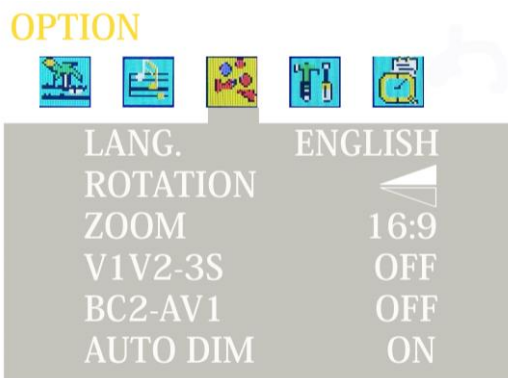 OPTION
LANG. ENGLISH
ROTATION
ZOOM 16:9
V1V2-3S OFF
BC2-AV1 OFF
AUTO DIM ON